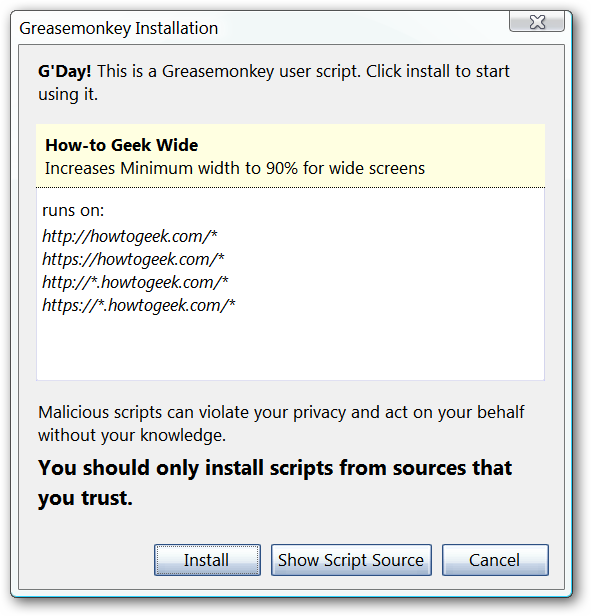 Greasemonkey Installation
G'Day! This is a Greasemonkey user script. Click install to start
using it.
How-to Geek Wide
Increases Minimum width to 90% for wide screens
runs on:
http://howtogeek.com/*
https://howtogeek.com/*
http://*.howtogeek.com/*
https://*.howtogeek.com/*
Malicious scripts can violate your privacy and act on your behalf
without your knowledge.
You should only install scripts from sources that
you trust.
Install Show Script Source Cancel